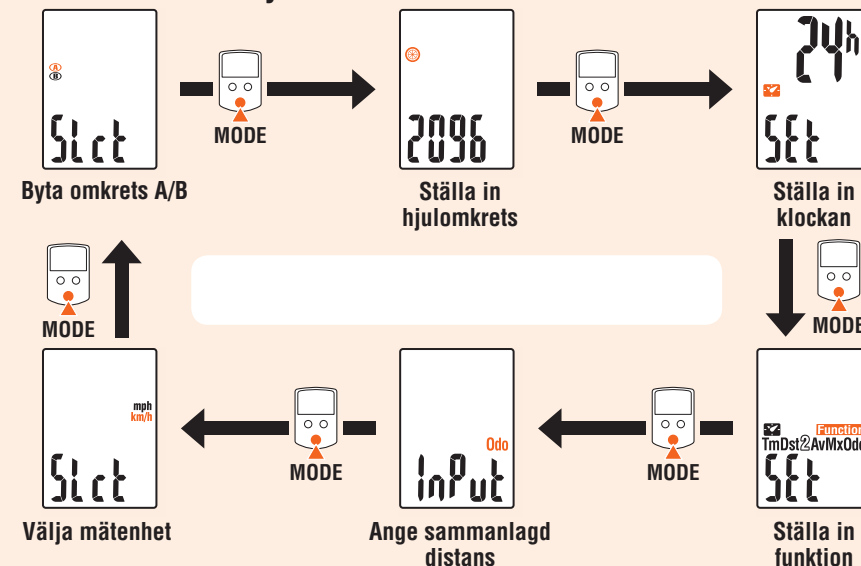 A
B
Slct
MODE
2096
MODE
24h
SEt
Byta omkrets A/B
Ställa in
hjulomkrets
Ställa in
klockan
MODE
MODE
mph
km/h
Slct
MODE
Odo
InPut
MODE
Function
TmDst2AvMxOdo
SEt
Välja mätenhet
Ange sammanlagd
distans
Ställa in
funktion